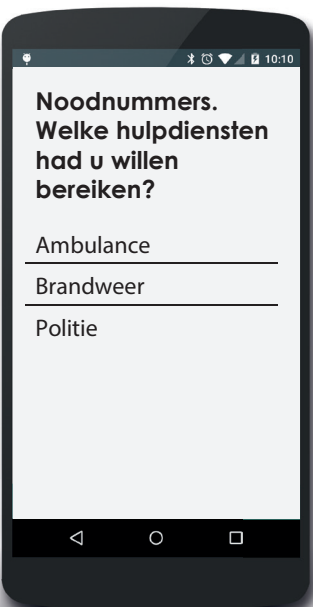 10:10
Noodnummers.
Welke hulpdiensten
had u willen
bereiken?
Ambulance
Brandweer
Politie